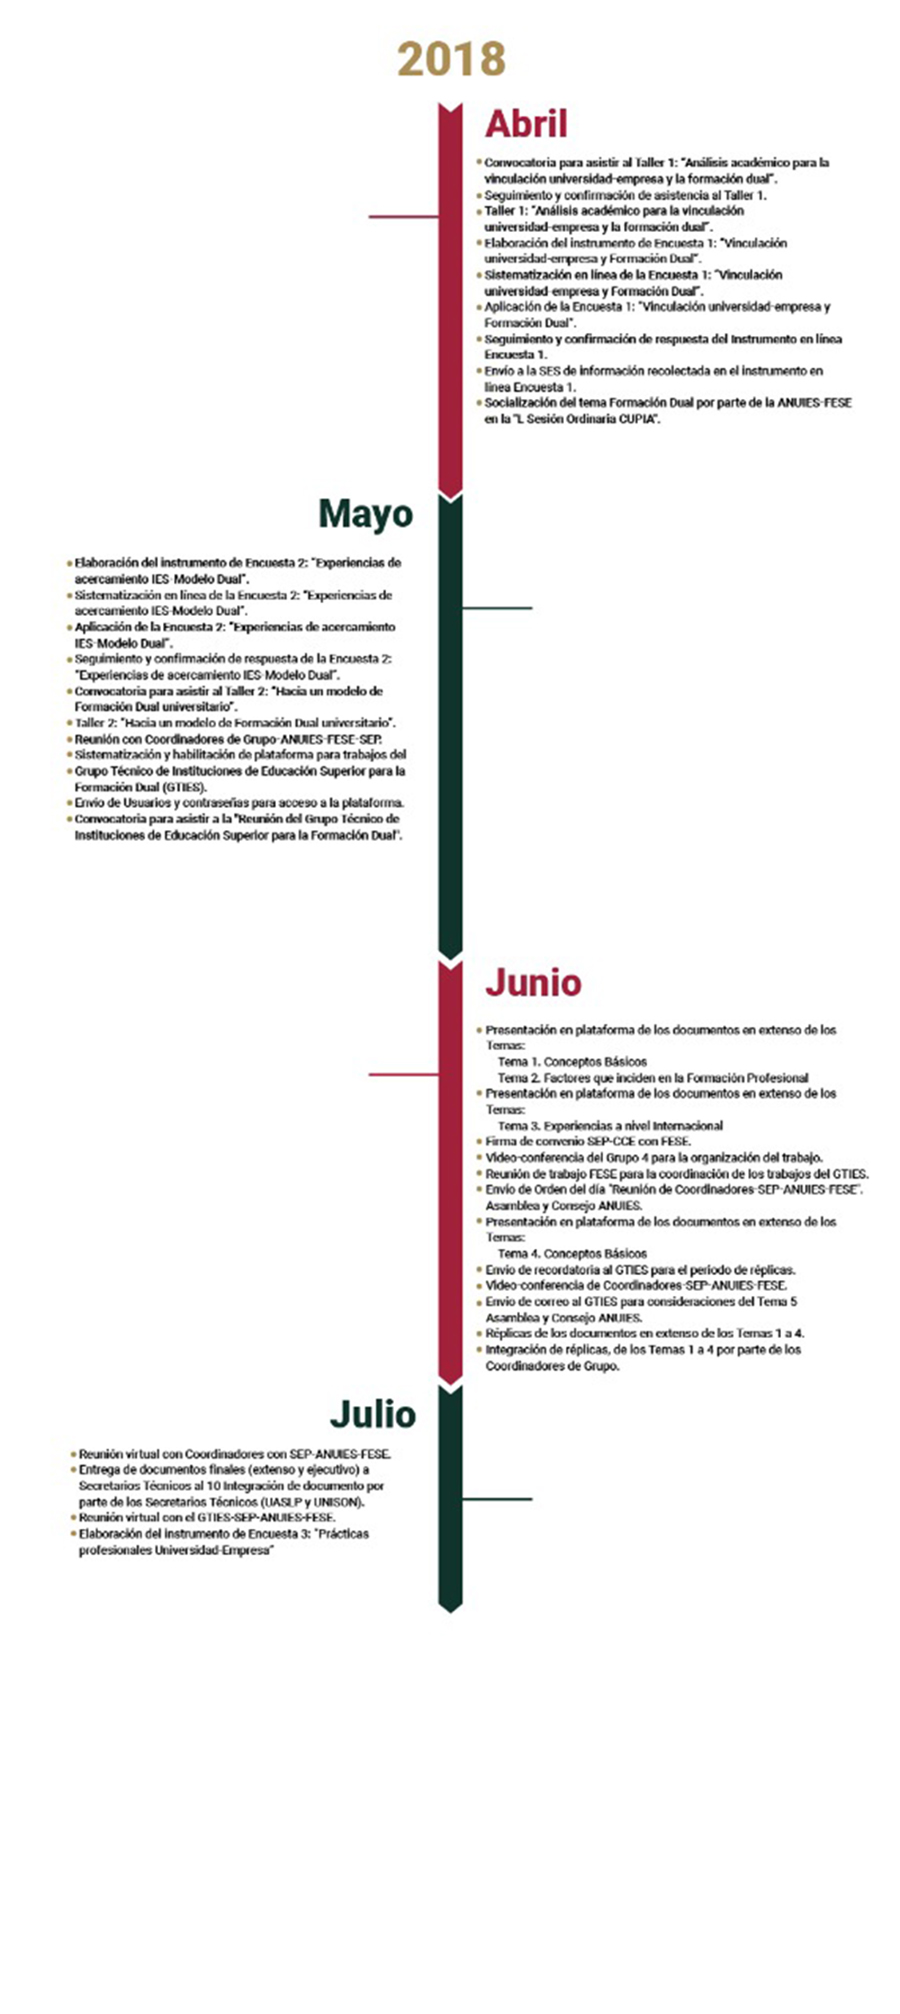 2018
Abril
• Convocatoria para asistir al Taller 1: "Análisis académico para la
vinculación universidad-empresa y la formación dual".
• Seguimiento y confirmación de asistencia al Taller 1.
• Taller 1: "Análisis académico para la vinculación
universidad-empresa y la formación dual".
• Elaboración del instrumento de Encuesta 1: "Vinculación
universidad-empresa y Formación Dual".
• Sistematización en línea de la Encuesta 1: "Vinculación
universidad-empresa y Formación Dual".
• Aplicación de la Encuesta 1: "Vinculación universidad-empresa y
Formación Dual".
• Seguimiento y confirmación de respuesta del Instrumento en línea
Encuesta 1.
• Envío a la SES de información recolectada en el instrumento en
línea Encuesta 1.
• Socialización del tema Formación Dual por parte de la ANUIES-FESE
en la "L Sesión Ordinaria CUPIA".
Mayo
• Elaboración del instrumento de Encuesta 2: "Experiencias de
acercamiento IES-Modelo Dual".
• Sistematización en línea de la Encuesta 2: "Experiencias de
acercamiento IES-Modelo Dual".
• Aplicación de la Encuesta 2: "Experiencias de acercamiento
IES-Modelo Dual".
• Seguimiento y confirmación de respuesta de la Encuesta 2:
"Experiencias de acercamiento IES-Modelo Dual".
• Convocatoria para asistir al Taller 2: "Hacia un modelo de
Formación Dual universitario".
• Taller 2: "Hacia un modelo de Formación Dual universitario".
• Reunión con Coordinadores de Grupo-ANUIES-FESE-SEP.
• Sistematización y habilitación de plataforma para trabajos del
• Grupo Técnico de Instituciones de Educación Superior para la
Formación Dual (GTIES).
• Envío de Usuarios y contraseñas para acceso a la plataforma.
• Convocatoria para asistir a la "Reunión del Grupo Técnico de
Instituciones de Educación Superior para la Formación Dual".
Junio
• Presentación en plataforma de los documentos en extenso de los
Temas:
Tema 1. Conceptos Básicos
Tema 2. Factores que inciden en la Formación Profesional
• Presentación en plataforma de los documentos en extenso de los
Temas:
Tema 3. Experiencias a nivel Internacional
• Firma de convenio SEP-CCE con FESE.
• Video-conferencia del Grupo 4 para la organización del trabajo.
• Reunión de trabajo FESE para la coordinación de los trabajos del GTIES.
• Envío de Orden del día "Reunión de Coordinadores-SEP-ANUIES-FESE".
Asamblea y Consejo ANUIES.
• Presentación en plataforma de los documentos en extenso de los
Temas:
Tema 4. Conceptos Básicos
• Envío de recordatoria al GTIES para el periodo de réplicas.
• Video-conferencia de Coordinadores-SEP-ANUIES-FESE.
• Envío de correo al GTIES para consideraciones del Tema 5
Asamblea y Consejo ANUIES.
• Réplicas de los documentos en extenso de los Temas 1 a 4.
• Integración de réplicas, de los Temas 1 a 4 por parte de los
Coordinadores de Grupo.
Julio
• Reunión virtual con Coordinadores con SEP-ANUIES-FESE.
• Entrega de documentos finales (extenso y ejecutivo) a
Secretarios Técnicos al 10 Integración de documento por
parte de los Secretarios Técnicos (UASLP y UNISON).
• Reunión virtual con el GTIES-SEP-ANUIES-FESE.
• Elaboración del instrumento de Encuesta 3: "Prácticas
profesionales Universidad-Empresa"